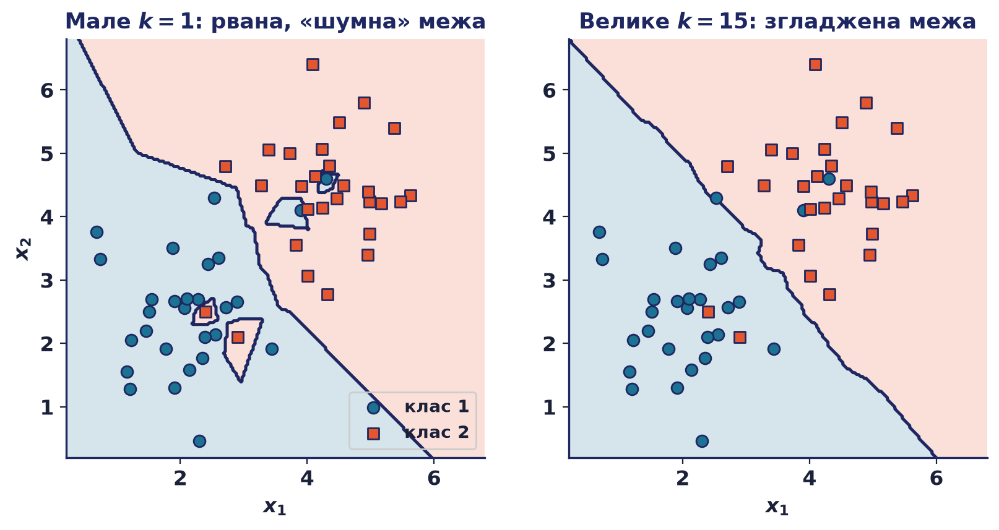 Мале k = 1: рвана, «шумна» межа
6
5
4
3
2
1
x₂
2
4
6
x₁
клас 1
клас 2
Велике k = 15: згладжена межа
6
5
4
3
2
1
2
4
6
x₁